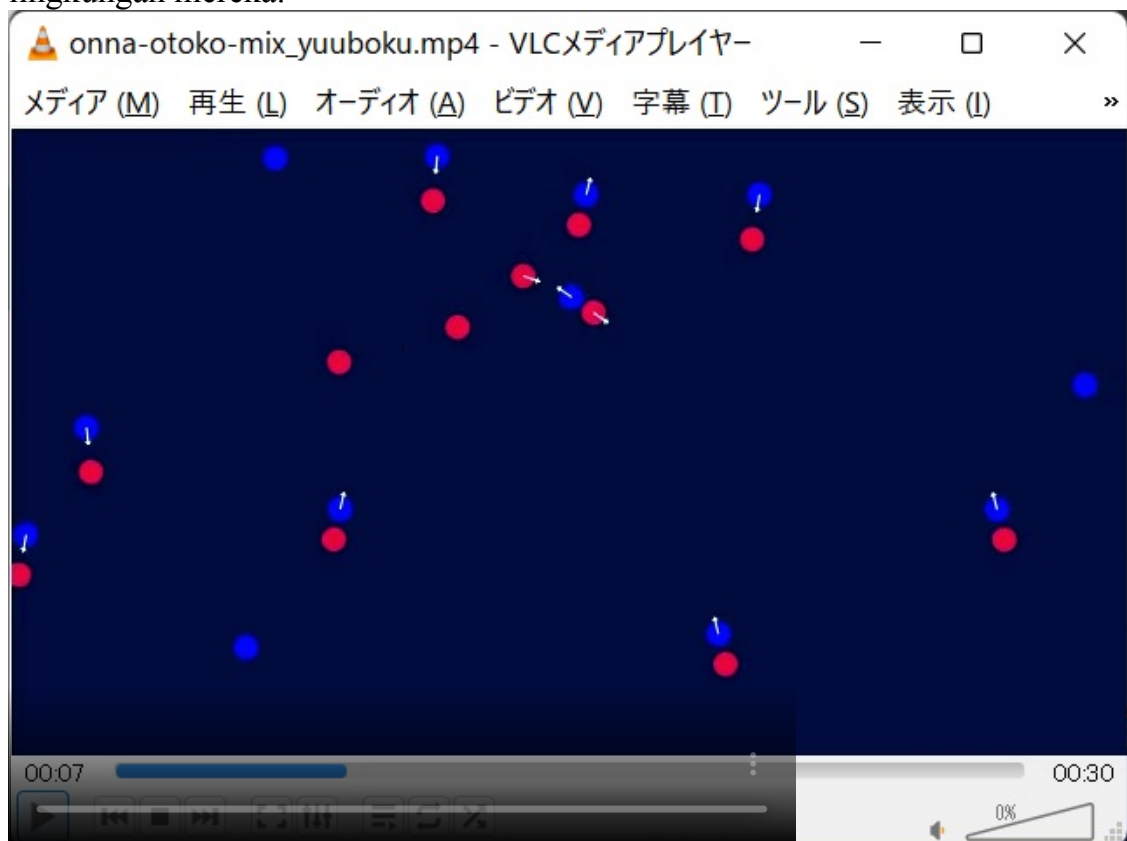 lingkungan mereka.
onna-otoko-mix_yuuboku.mp4 - VLCメディアプレイヤー
メディア (M) 再生 (L) オーディオ (A) ビデオ (V) 字幕 (T) ツール (S) 表示 (I) »
00:07 00:30
0%